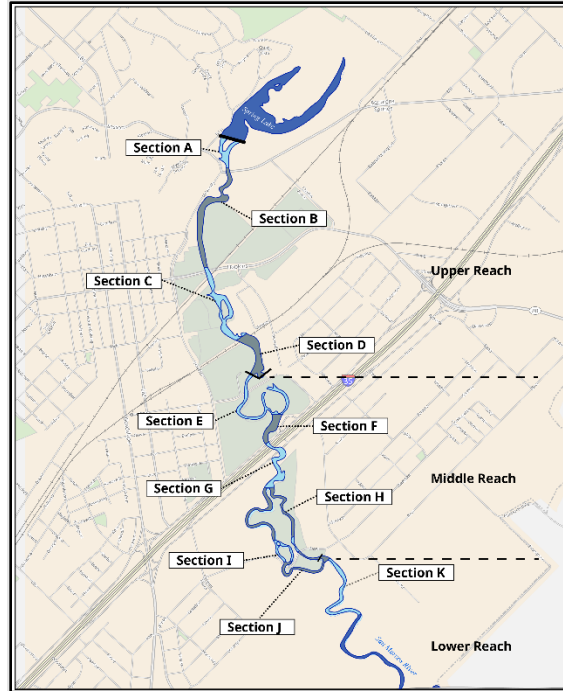 Spring Lake
Section A
Section B
Upper Reach
Section C
Section D
35
Section E
Section F
Middle Reach
Section G
Section H
Section I
Section K
Section J
San Marcos River
Lower Reach